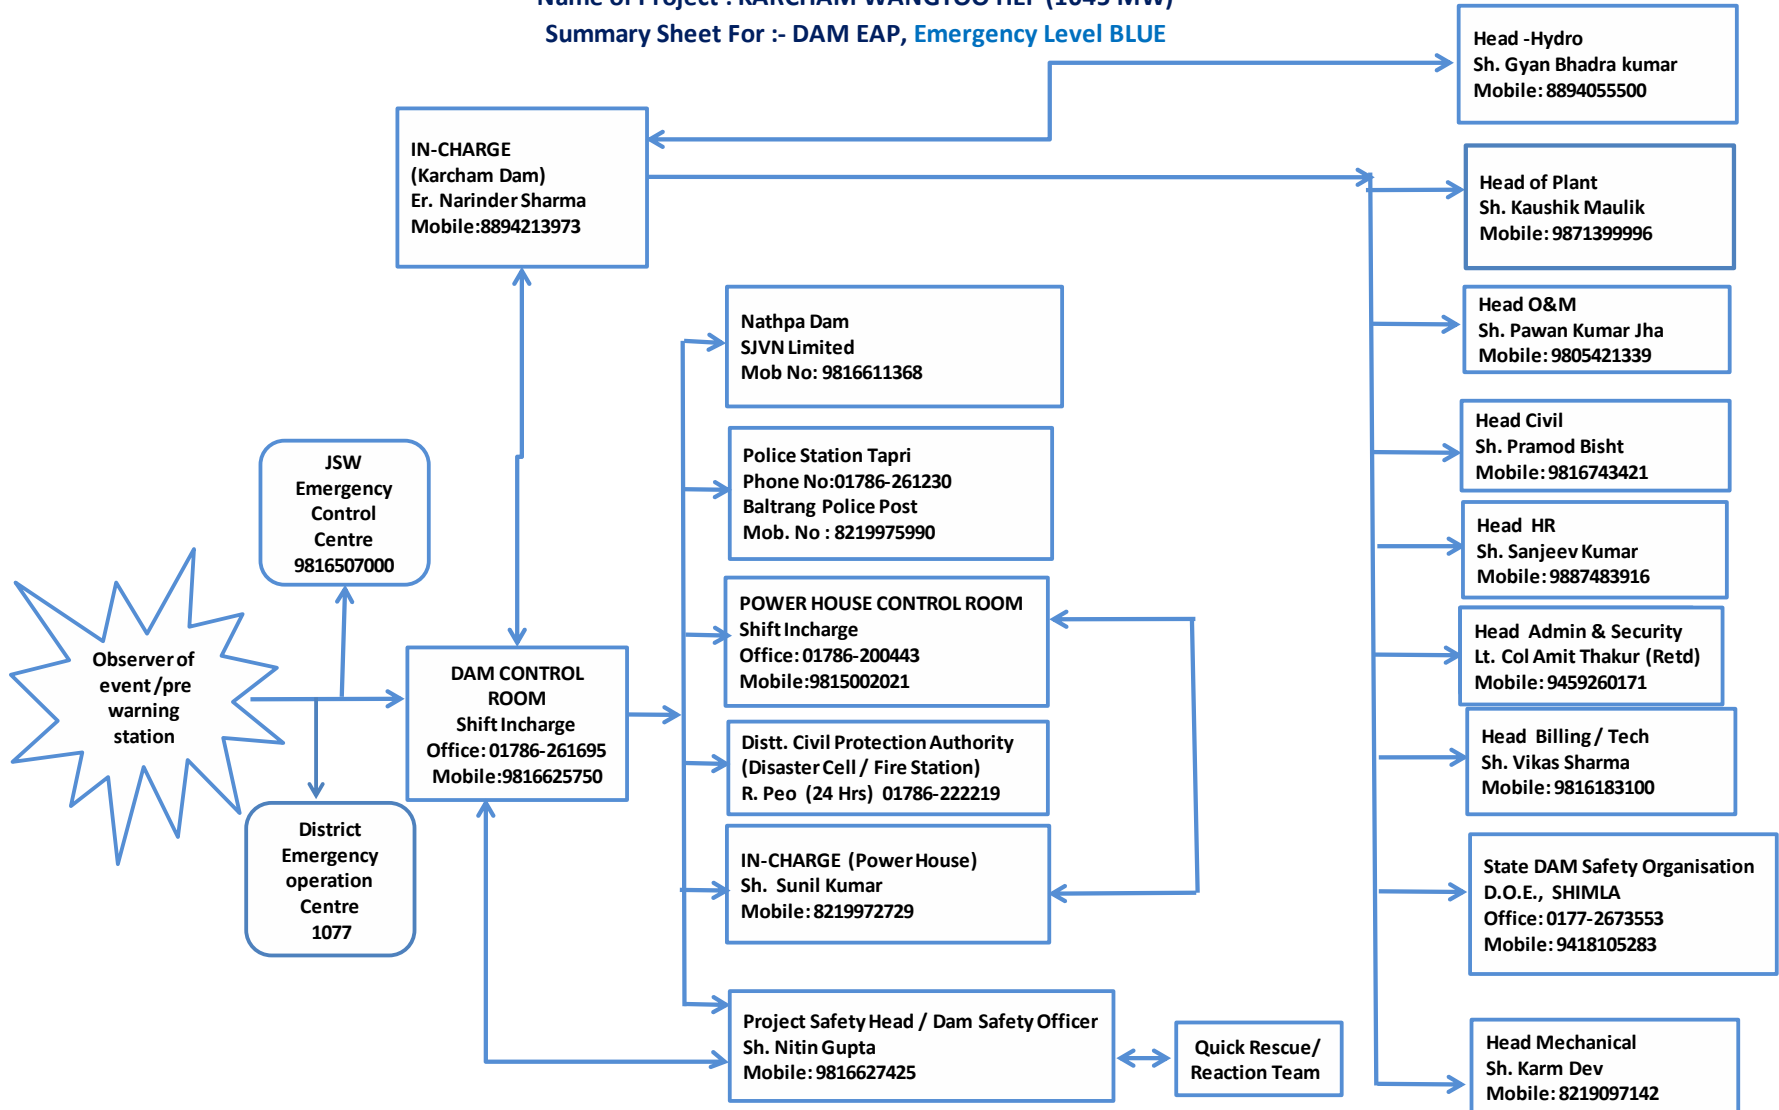 Name of Project : KARCHAM WANGTOO HEP (1045 MW)
Summary Sheet For :- DAM EAP, Emergency Level BLUE
Head -Hydro
Sh. Gyan Bhadra kumar
Mobile: 8894055500
IN-CHARGE
(Karcham Dam)
Er. Narinder Sharma
Mobile:8894213973
Head of Plant
Sh. Kaushik Maulik
Mobile: 9871399996
Nathpa Dam
SJVN Limited
Mob No: 9816611368
Head O&M
Sh. Pawan Kumar Jha
Mobile: 9805421339
Police Station Tapri
Phone No:01786-261230
Baltrang Police Post
Mob. No : 8219975990
Head Civil
Sh. Pramod Bisht
Mobile: 9816743421
JSW
Emergency
Control
Centre
9816507000
Head HR
Sh. Sanjeev Kumar
Mobile: 9887483916
POWER HOUSE CONTROL ROOM
Shift Incharge
Office: 01786-200443
Mobile:9815002021
Head Admin & Security
Lt. Col Amit Thakur (Retd)
Mobile: 9459260171
Observer of
event /pre
warning
station
DAM CONTROL
ROOM
Shift Incharge
Office: 01786-261695
Mobile:9816625750
Distt. Civil Protection Authority
(Disaster Cell / Fire Station)
R. Peo (24 Hrs) 01786-222219
Head Billing / Tech
Sh. Vikas Sharma
Mobile: 9816183100
District
Emergency
operation
Centre
1077
IN-CHARGE (Power House)
Sh. Sunil Kumar
Mobile: 8219972729
State DAM Safety Organisation
D.O.E., SHIMLA
Office: 0177-2673553
Mobile: 9418105283
Project Safety Head / Dam Safety Officer
Sh. Nitin Gupta
Mobile: 9816627425
Quick Rescue/
Reaction Team
Head Mechanical
Sh. Karm Dev
Mobile: 8219097142